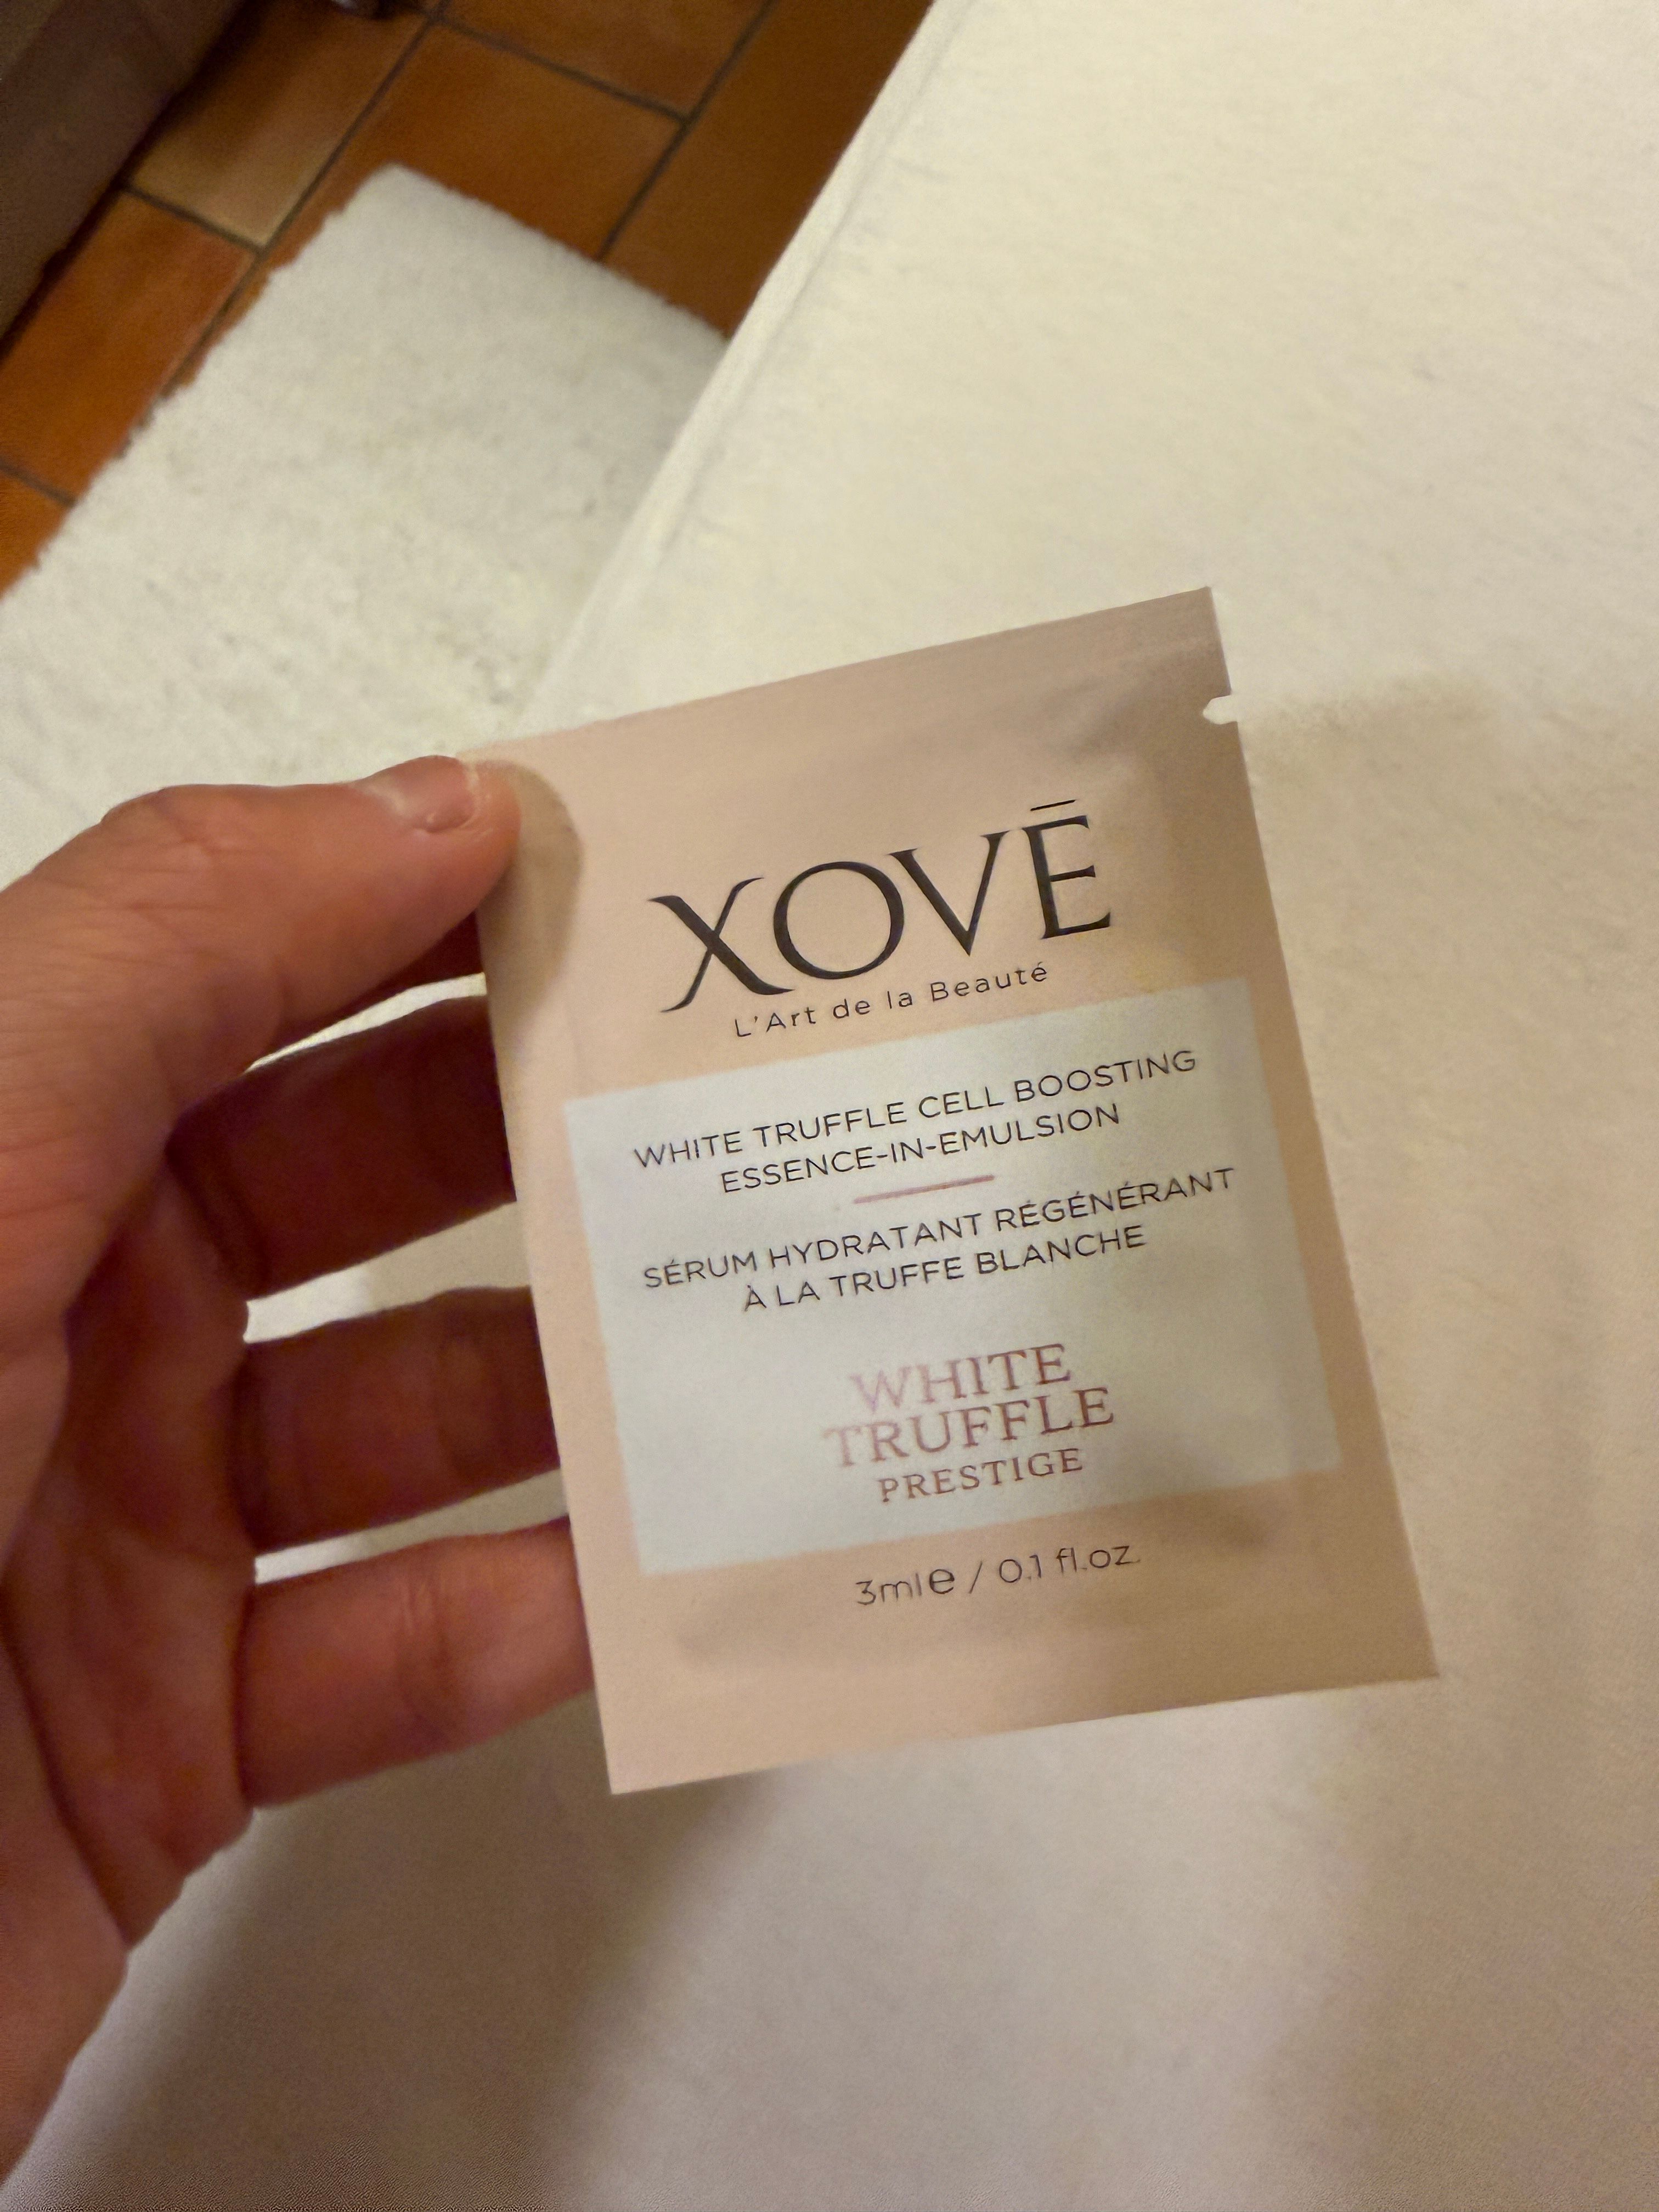 XOVĒ
L'Art de la Beauté
WHITE TRUFFLE CELL BOOSTING
ESSENCE-IN-EMULSION
SÉRUM HYDRATANT RÉGÉNÉRANT
À LA TRUFFE BLANCHE
WHITE
TRUFFLE
PRESTIGE
3ml℮ / 0.1 fl.oz.